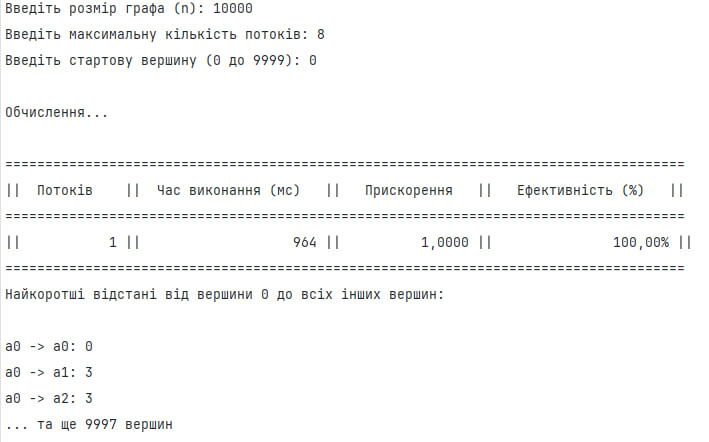 Введіть розмір графа (n): 10000
Введіть максимальну кількість потоків: 8
Введіть стартову вершину (0 до 9999): 0
Обчислення...
=====================================================================================
||  Потоків    ||  Час виконання (мс)   ||   Прискорення   ||   Ефективність (%)   ||
=====================================================================================
||           1 ||                   964 ||          1,0000 ||               100,00% ||
=====================================================================================
Найкоротші відстані від вершини 0 до всіх інших вершин:
a0 -> a0: 0
a0 -> a1: 3
a0 -> a2: 3
... та ще 9997 вершин